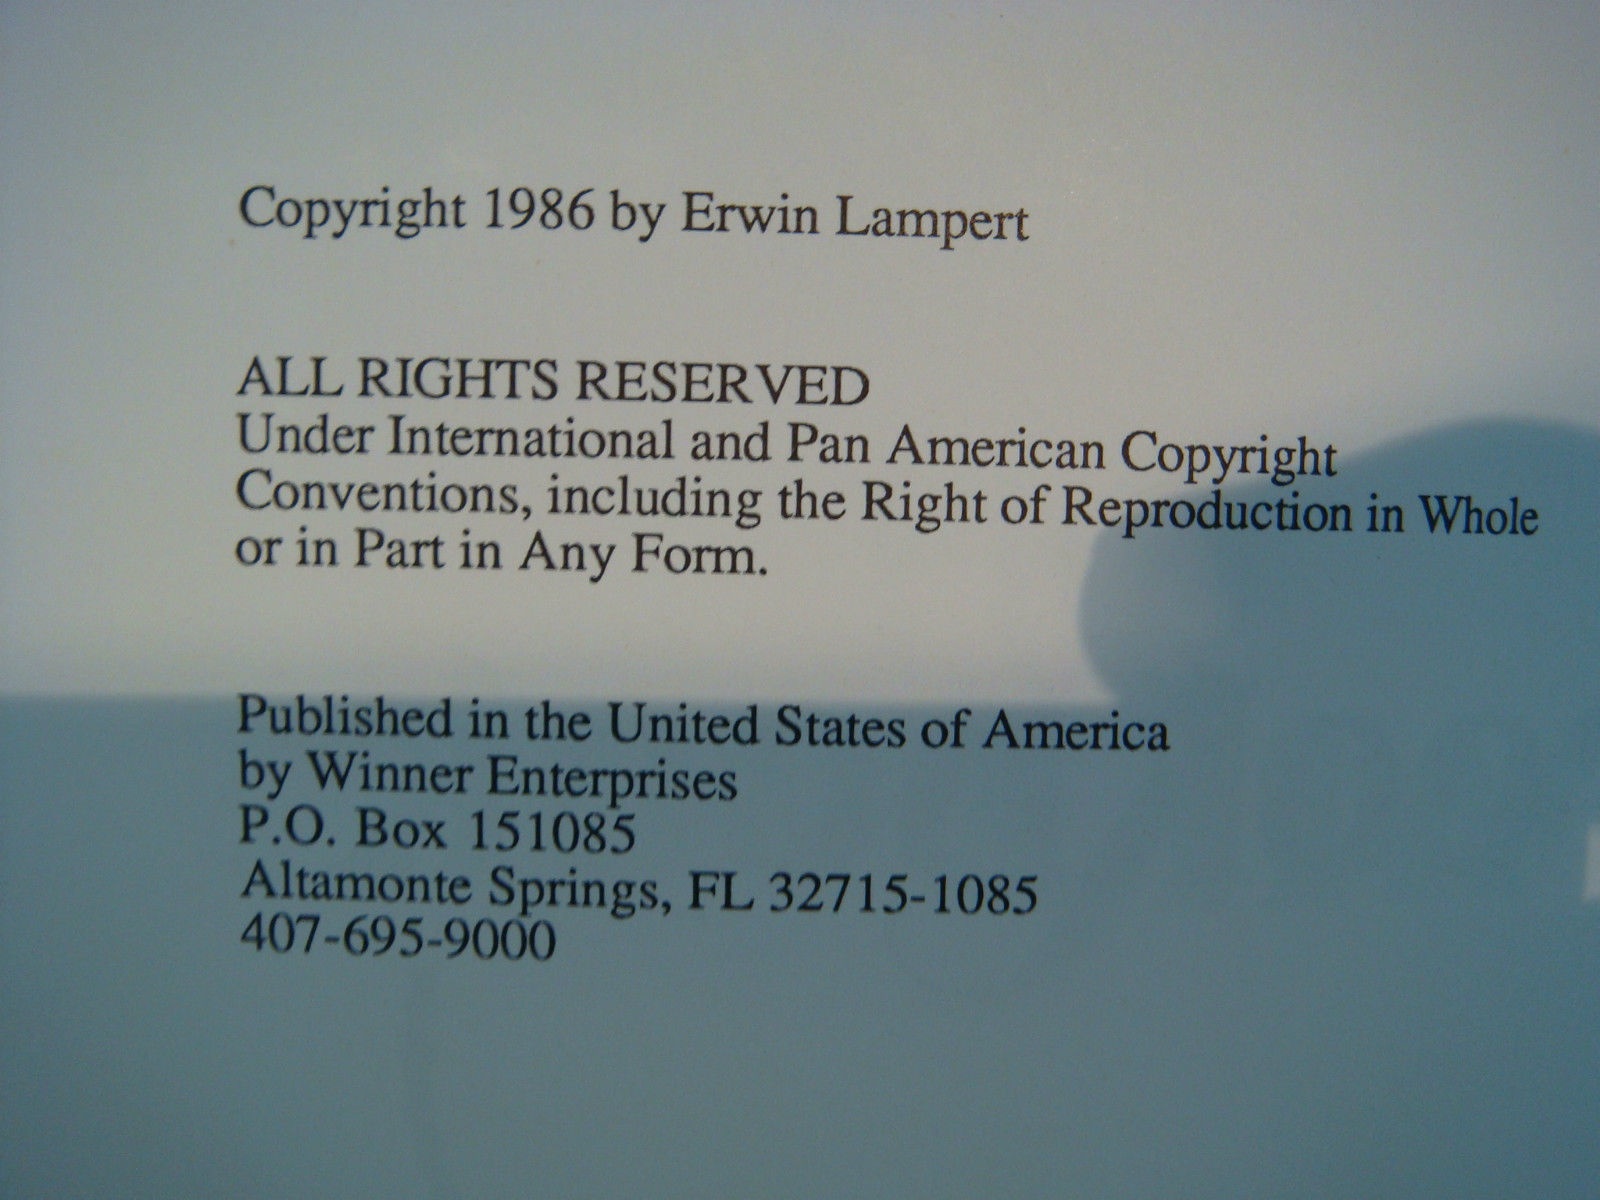 Copyright 1986 by Erwin Lampert
ALL RIGHTS RESERVED
Under International and Pan American Copyright
Conventions, including the Right of Reproduction in Whole
or in Part in Any Form.
Published in the United States of America
by Winner Enterprises
P.O. Box 151085
Altamonte Springs, FL 32715-1085
407-695-9000